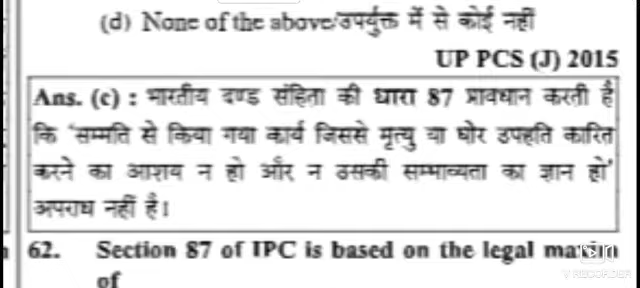 (d) None of the above/उपर्युक्त में से कोई नहीं
UP PCS (J) 2015
Ans. (c) : भारतीय दण्ड संहिता की धारा 87 प्रावधान करती है
कि 'सम्मति से किया गया कार्य जिससे मृत्यु या घोर उपहति कारित
करने का आशय न हो और न उसकी सम्भाव्यता का ज्ञान हो'
अपराध नहीं है।
62. Section 87 of IPC is based on the legal maxim
of
RECORDER